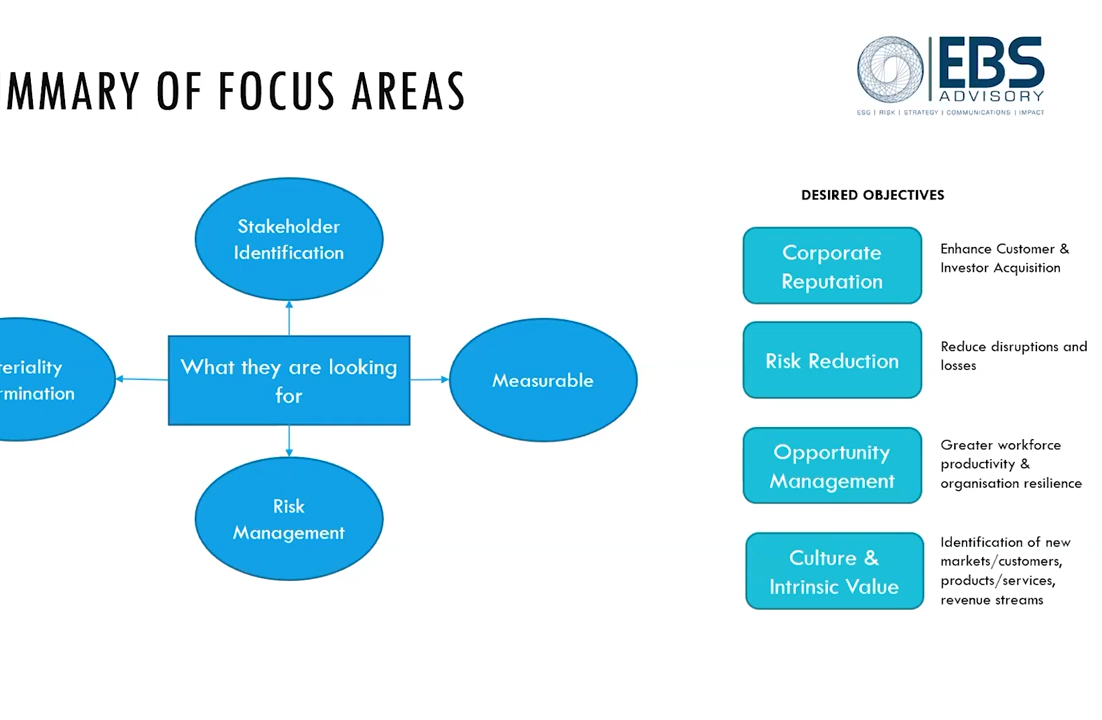 MMARY OF FOCUS AREAS
EBS
ADVISORY
ESG | RISK | STRATEGY | COMMUNICATIONS | IMPACT
Stakeholder
Identification
teriality
rmination
What they are looking
for
Measurable
Risk
Management
DESIRED OBJECTIVES
Corporate
Reputation
Enhance Customer &
Investor Acquisition
Risk Reduction
Reduce disruptions and
losses
Opportunity
Management
Greater workforce
productivity &
organisation resilience
Culture &
Intrinsic Value
Identification of new
markets/customers,
products/services,
revenue streams